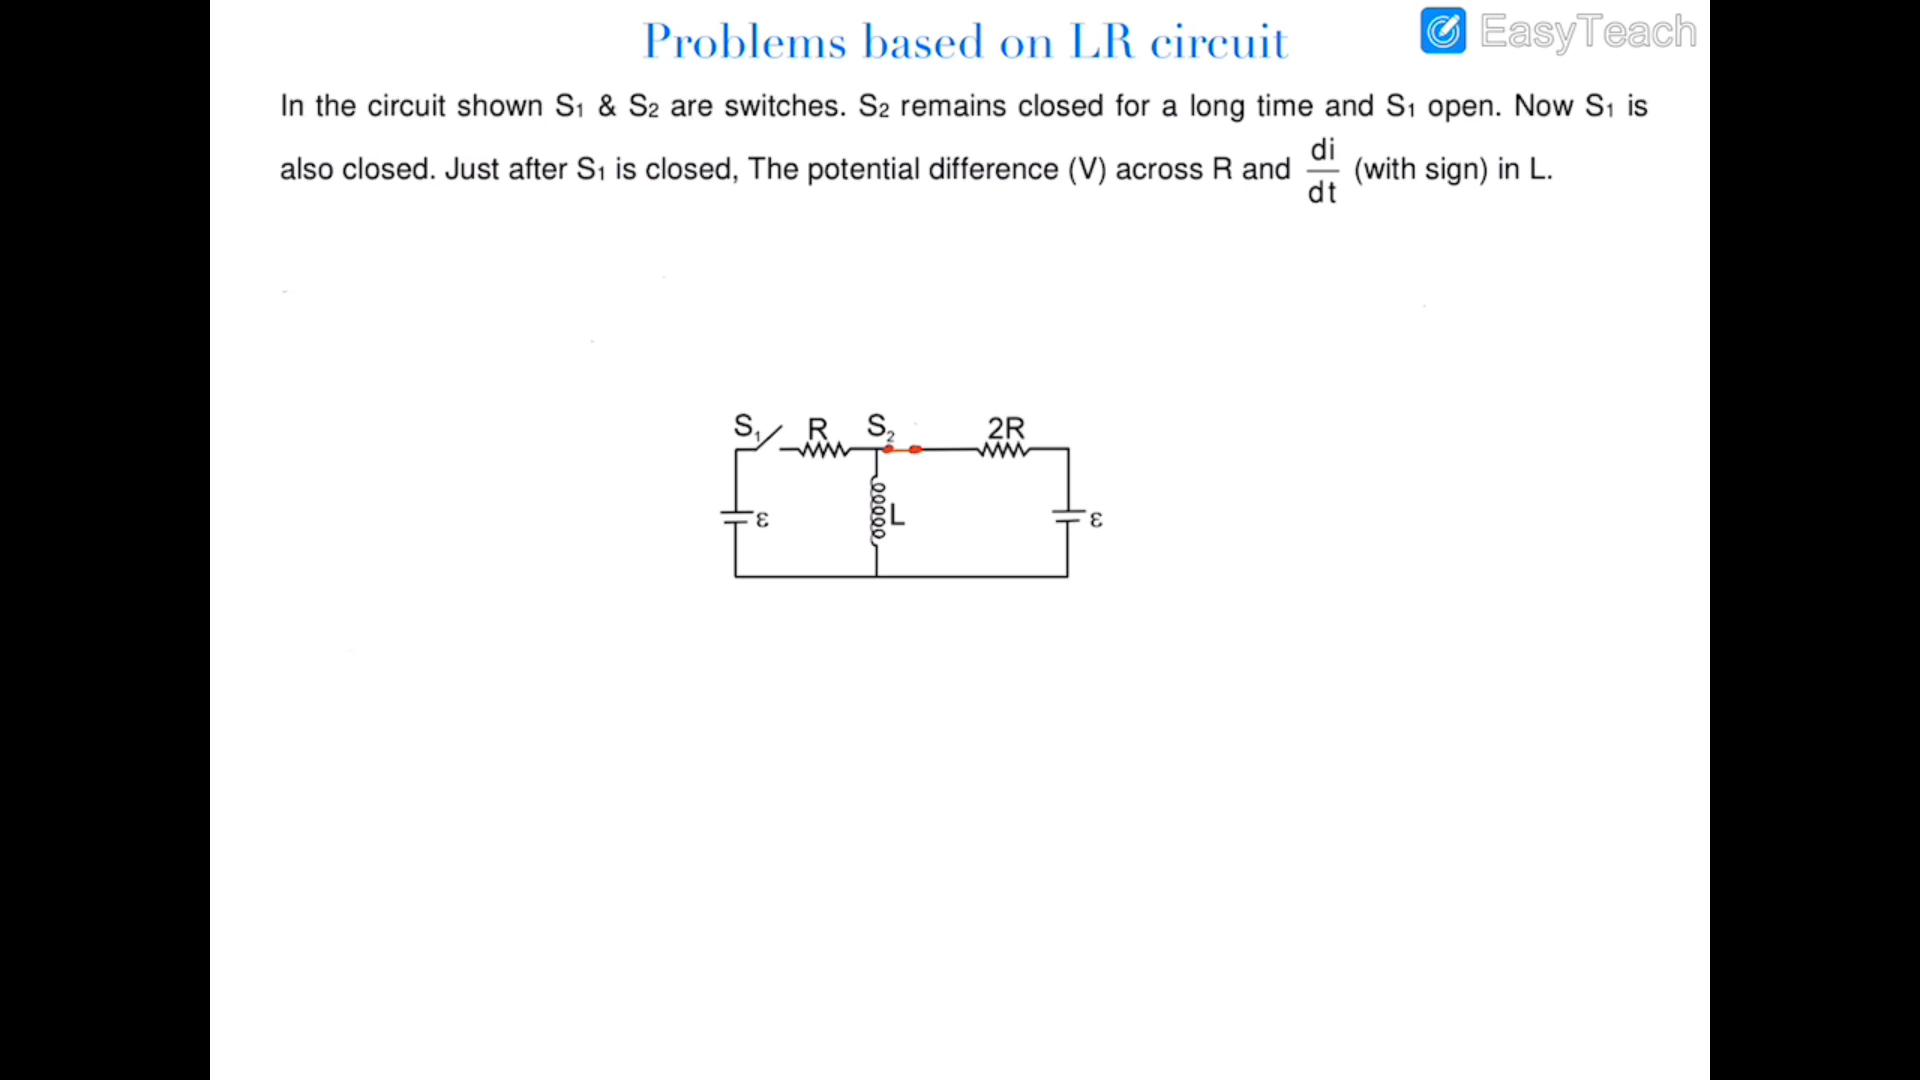 Problems based on LR circuit
EasyTeach
In the circuit shown S₁ & S₂ are switches. S₂ remains closed for a long time and S₁ open. Now S₁ is
also closed. Just after S₁ is closed, The potential difference (V) across R and di/dt (with sign) in L.
S₁ R S₂ 2R
ε L ε